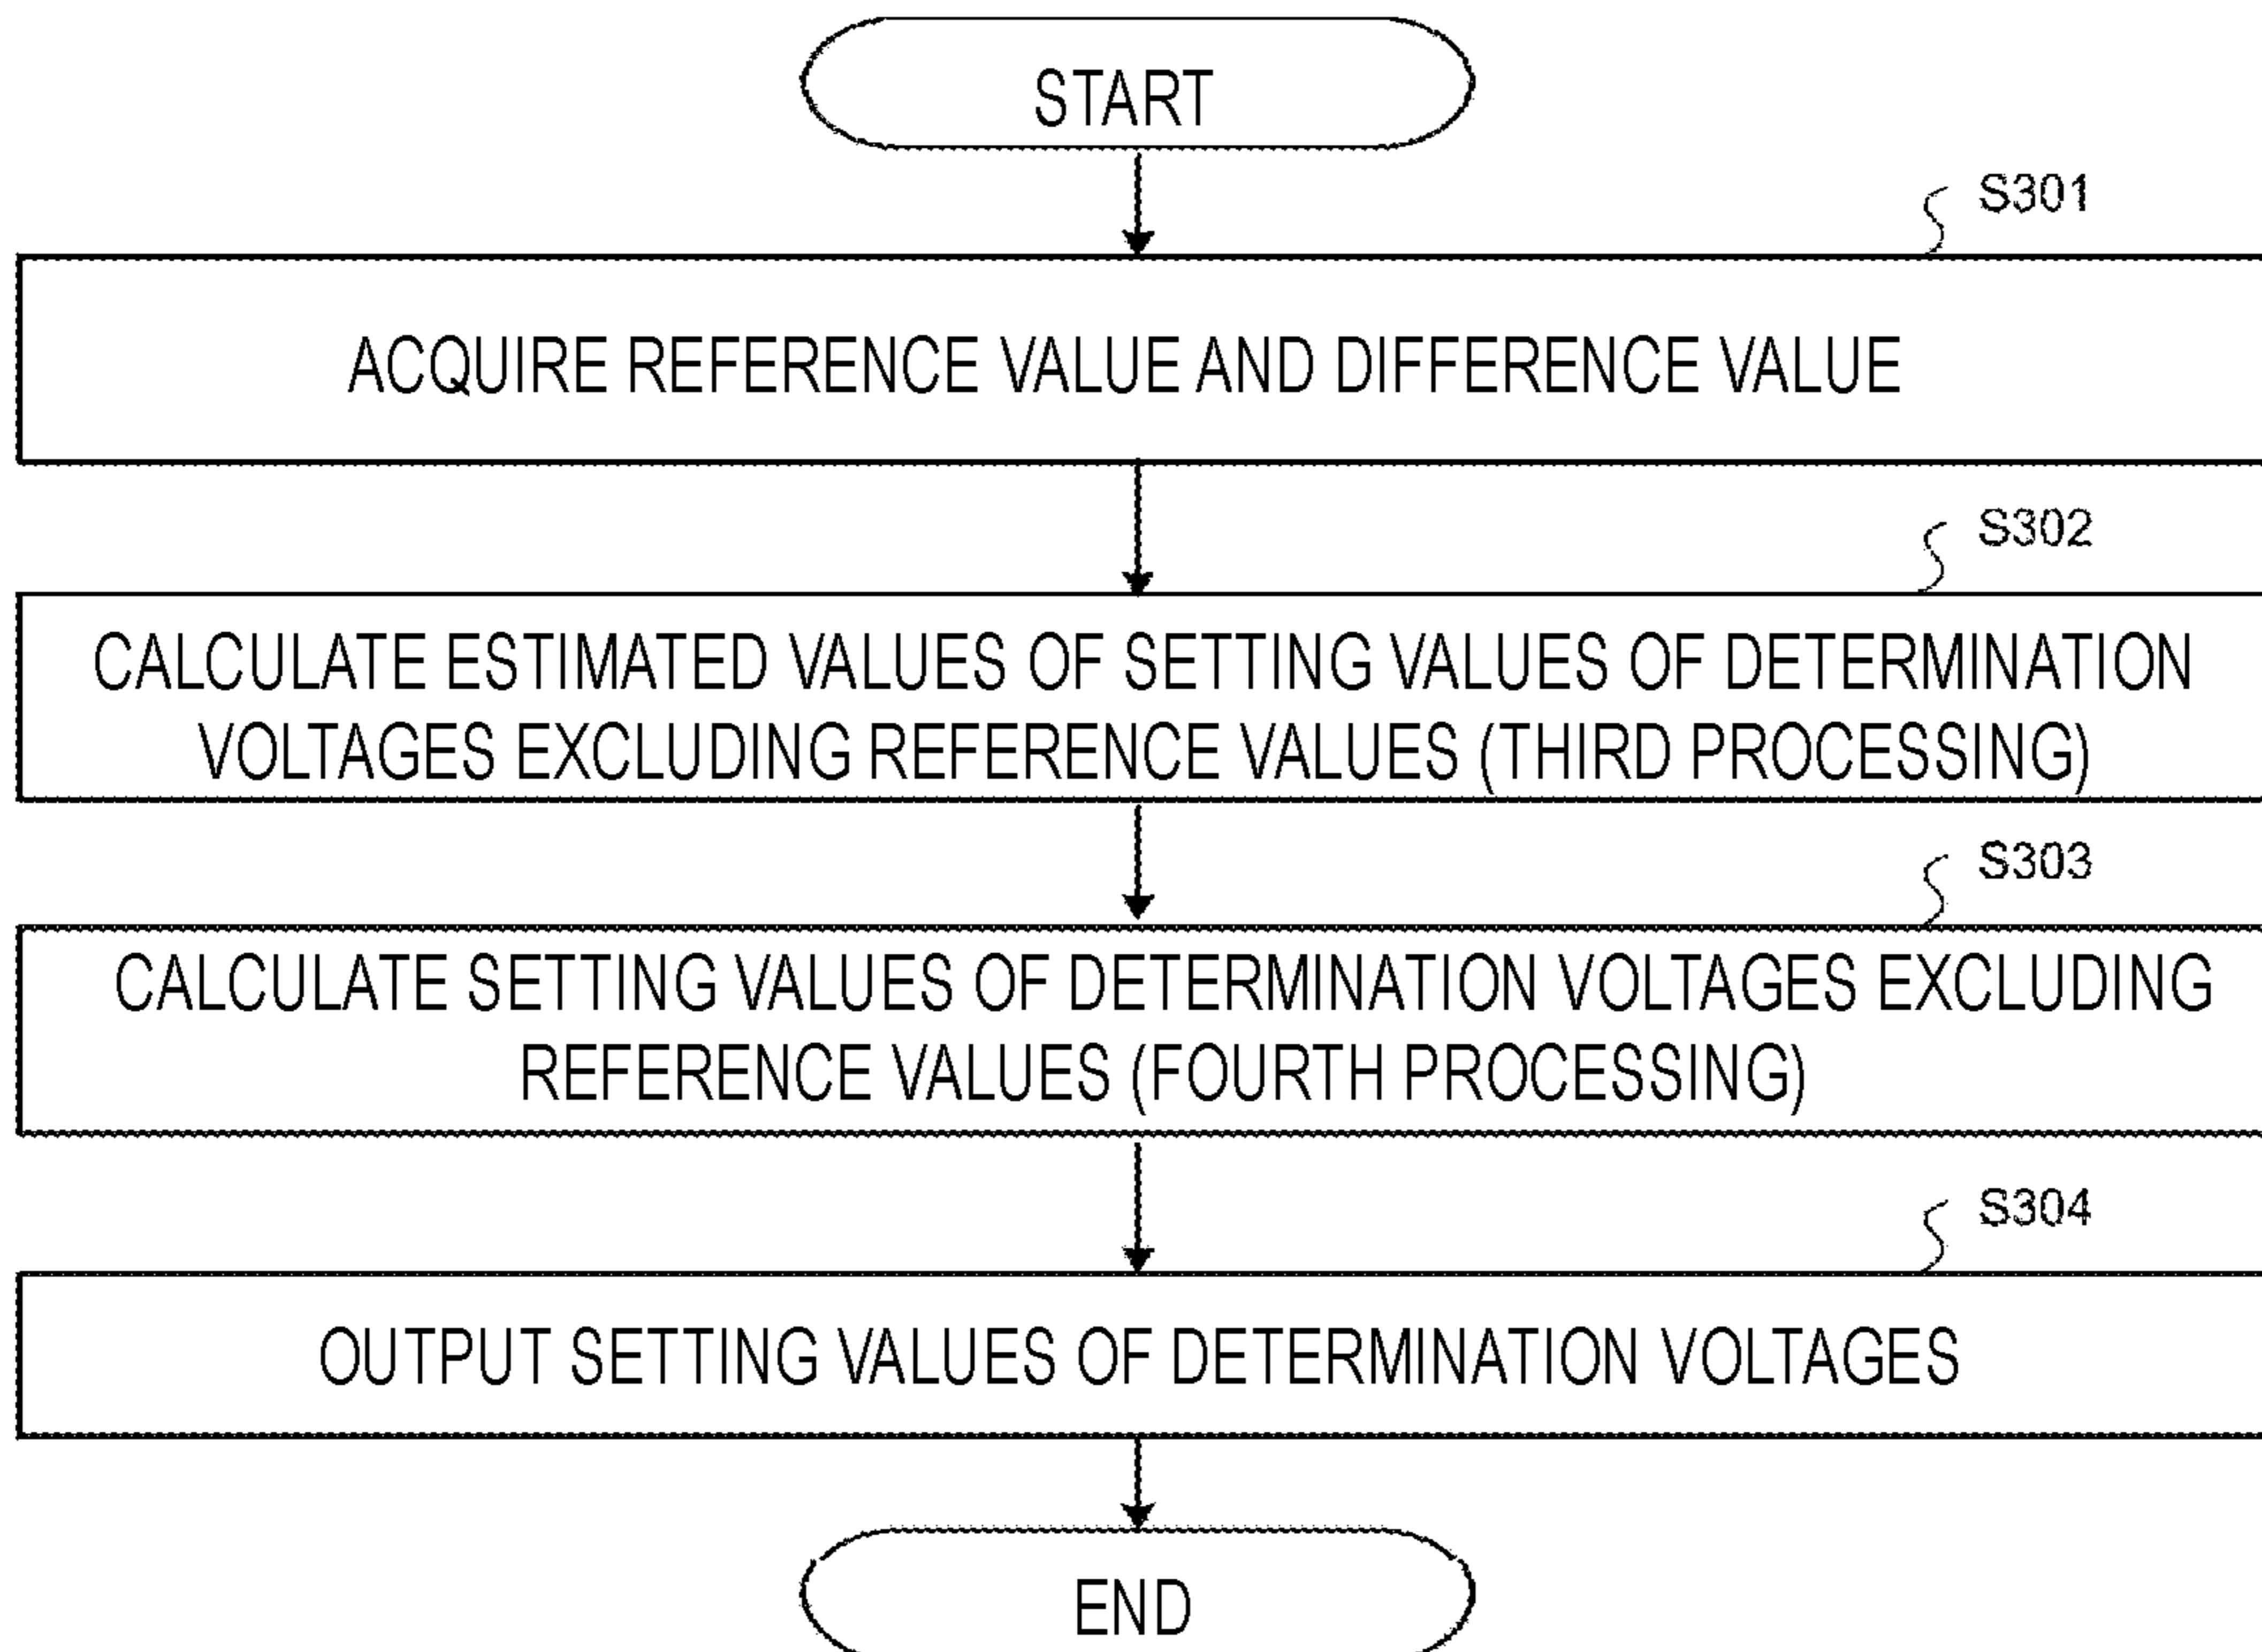 START
S301
ACQUIRE REFERENCE VALUE AND DIFFERENCE VALUE
S302
CALCULATE ESTIMATED VALUES OF SETTING VALUES OF DETERMINATION
VOLTAGES EXCLUDING REFERENCE VALUES (THIRD PROCESSING)
S303
CALCULATE SETTING VALUES OF DETERMINATION VOLTAGES EXCLUDING
REFERENCE VALUES (FOURTH PROCESSING)
S304
OUTPUT SETTING VALUES OF DETERMINATION VOLTAGES
END